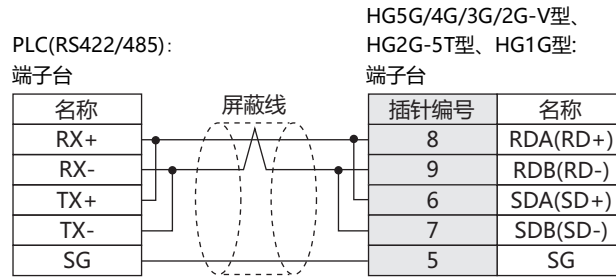 HG5G/4G/3G/2G-V型、
PLC(RS422/485): HG2G-5T型、HG1G型:
端子台 端子台
名称 屏蔽线 插针编号 名称
RX+ 8 RDA(RD+)
RX- 9 RDB(RD-)
TX+ 6 SDA(SD+)
TX- 7 SDB(SD-)
SG 5 SG